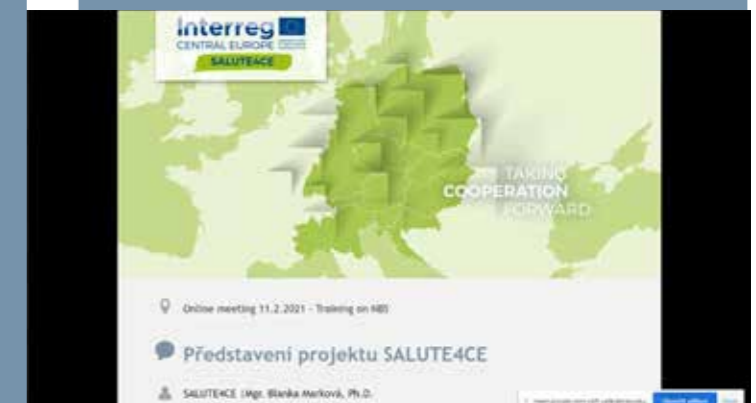 Interreg
CENTRAL EUROPE
SALUTE4CE
TAKING
COOPERATION
FORWARD
Online meeting 11.2.2021 - Training on NBS
Představení projektu SALUTE4CE
SALUTE4CE |Mgr. Blanka Marková, Ph.D.